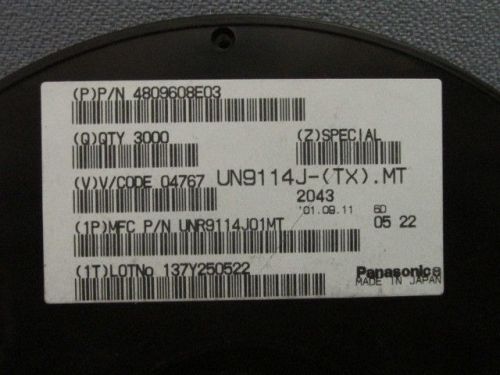 (P)P/N 4809608E03
(Q)QTY 3000
(Z)SPECIAL
(V)V/CODE 04767
UN9114J-(TX).MT
2043
'01.09.11 6D
05 22
(1P)MFC P/N UNR9114J01MT
(1T)LOTNo 137Y250522
Panasonic
MADE IN JAPAN